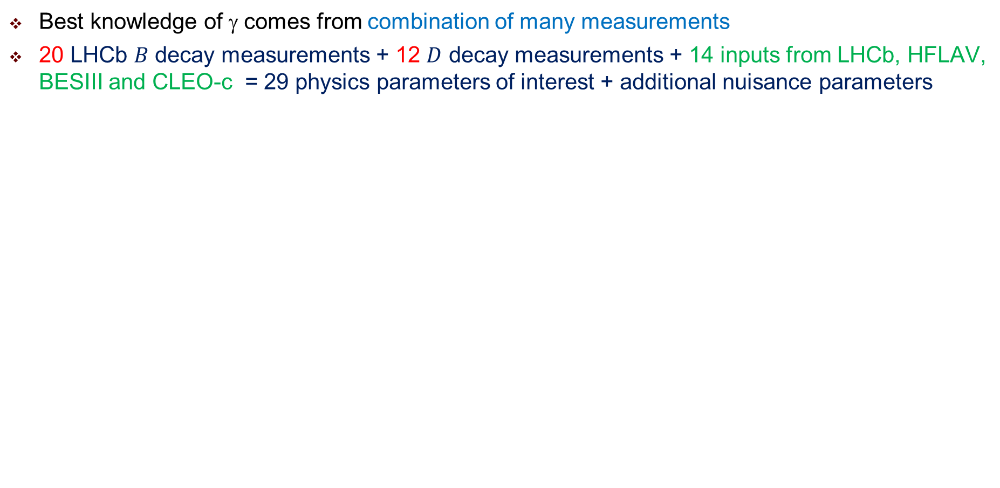 ❖ Best knowledge of γ comes from combination of many measurements
❖ 20 LHCb B decay measurements + 12 D decay measurements + 14 inputs from LHCb, HFLAV,
BESIII and CLEO-c = 29 physics parameters of interest + additional nuisance parameters